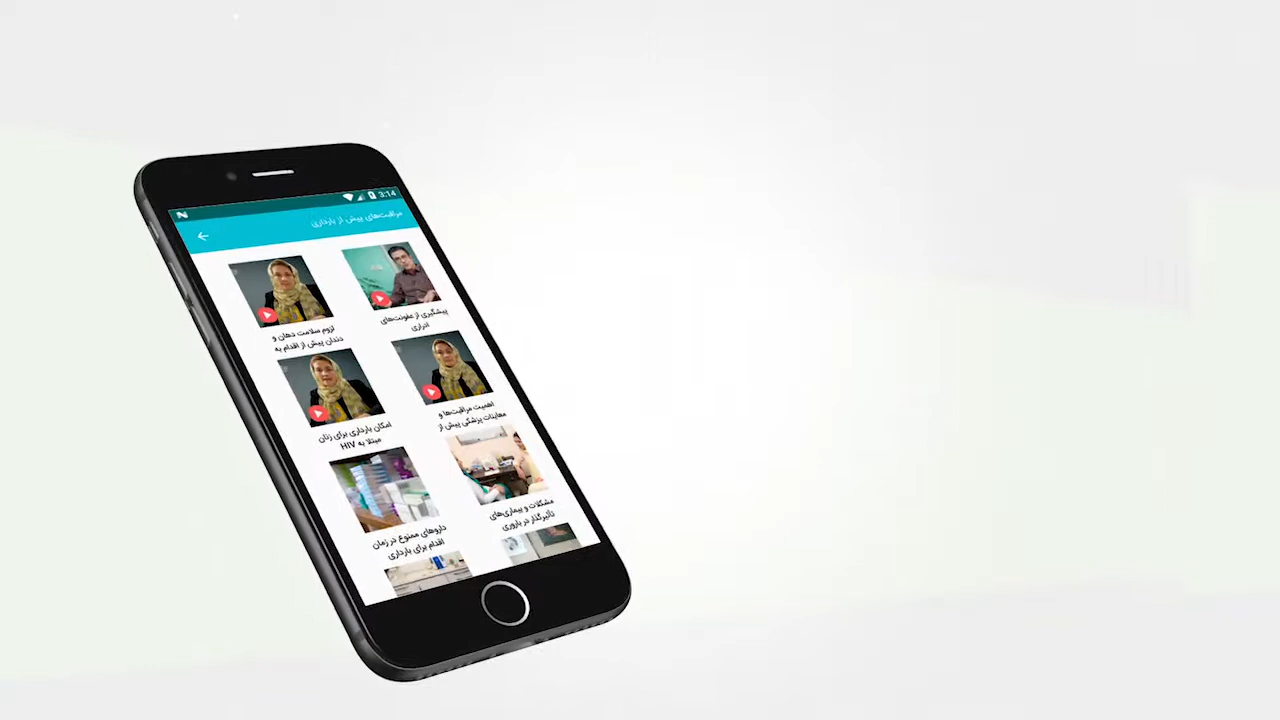 3:14
مراقبت‌های پیش از بارداری
پیشگیری از عفونت‌های
ادراری
لزوم سلامت دهان و
دندان پیش از اقدام به
اهمیت مراقبت‌ها و
معاینات پزشکی پیش از
امکان بارداری برای زنان
مبتلا به HIV
مشکلات و بیماری‌های
تأثیرگذار در باروری
داروهای ممنوع در زمان
اقدام برای بارداری